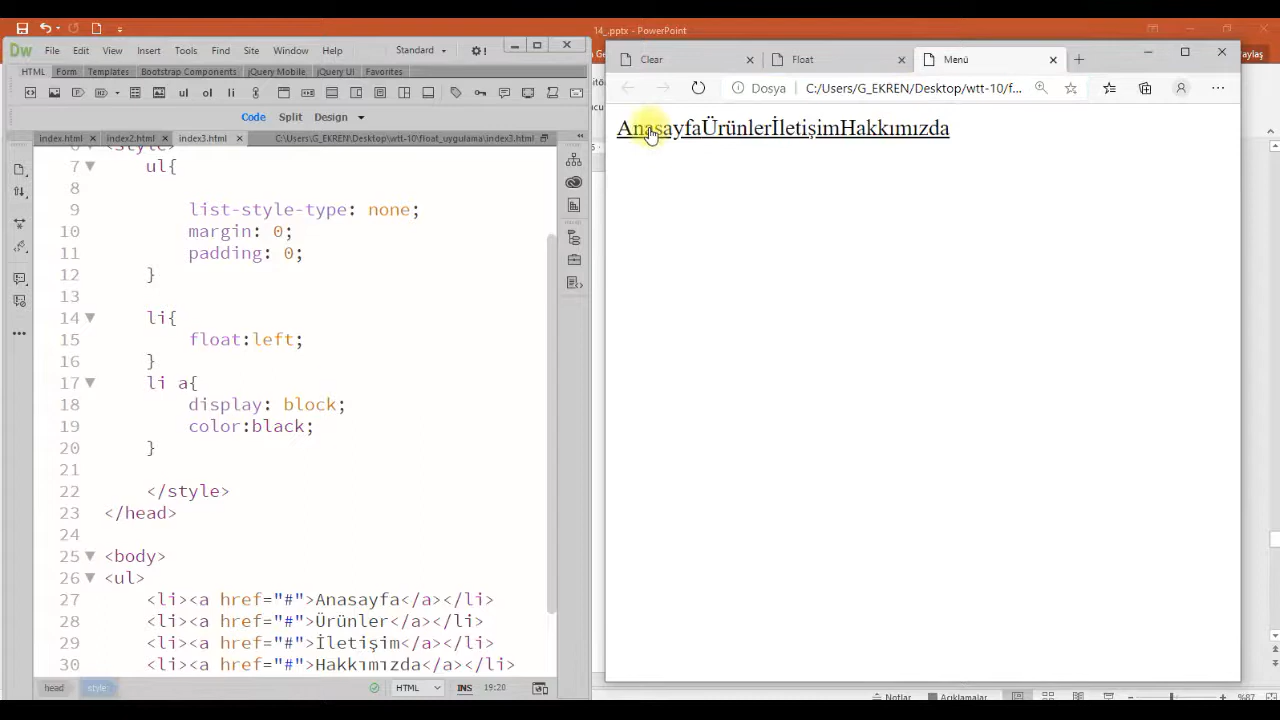 14_.pptx - PowerPoint
Dw File Edit View Insert Tools Find Site Window Help Standard
HTML Form Templates Bootstrap Components jQuery Mobile jQuery UI Favorites
ul ol li
Code Split Design
index.html index2.html index3.html C:\Users\G_EKREN\Desktop\wtt-10\float_uygulama\index3.html
6 <style>
7 ul{
8
9 list-style-type: none;
10 margin: 0;
11 padding: 0;
12 }
13
14 li{
15 float:left;
16 }
17 li a{
18 display: block;
19 color:black;
20 }
21
22 </style>
23 </head>
24
25 <body>
26 <ul>
27 <li><a href="#">Anasayfa</a></li>
28 <li><a href="#">Ürünler</a></li>
29 <li><a href="#">İletişim</a></li>
30 <li><a href="#">Hakkımızda</a></li>
head style HTML INS 19:20
Clear Float Menü
Dosya C:/Users/G_EKREN/Desktop/wtt-10/f...
AnasayfaÜrünlerİletişimHakkımızda
Notlar Açıklamalar %87